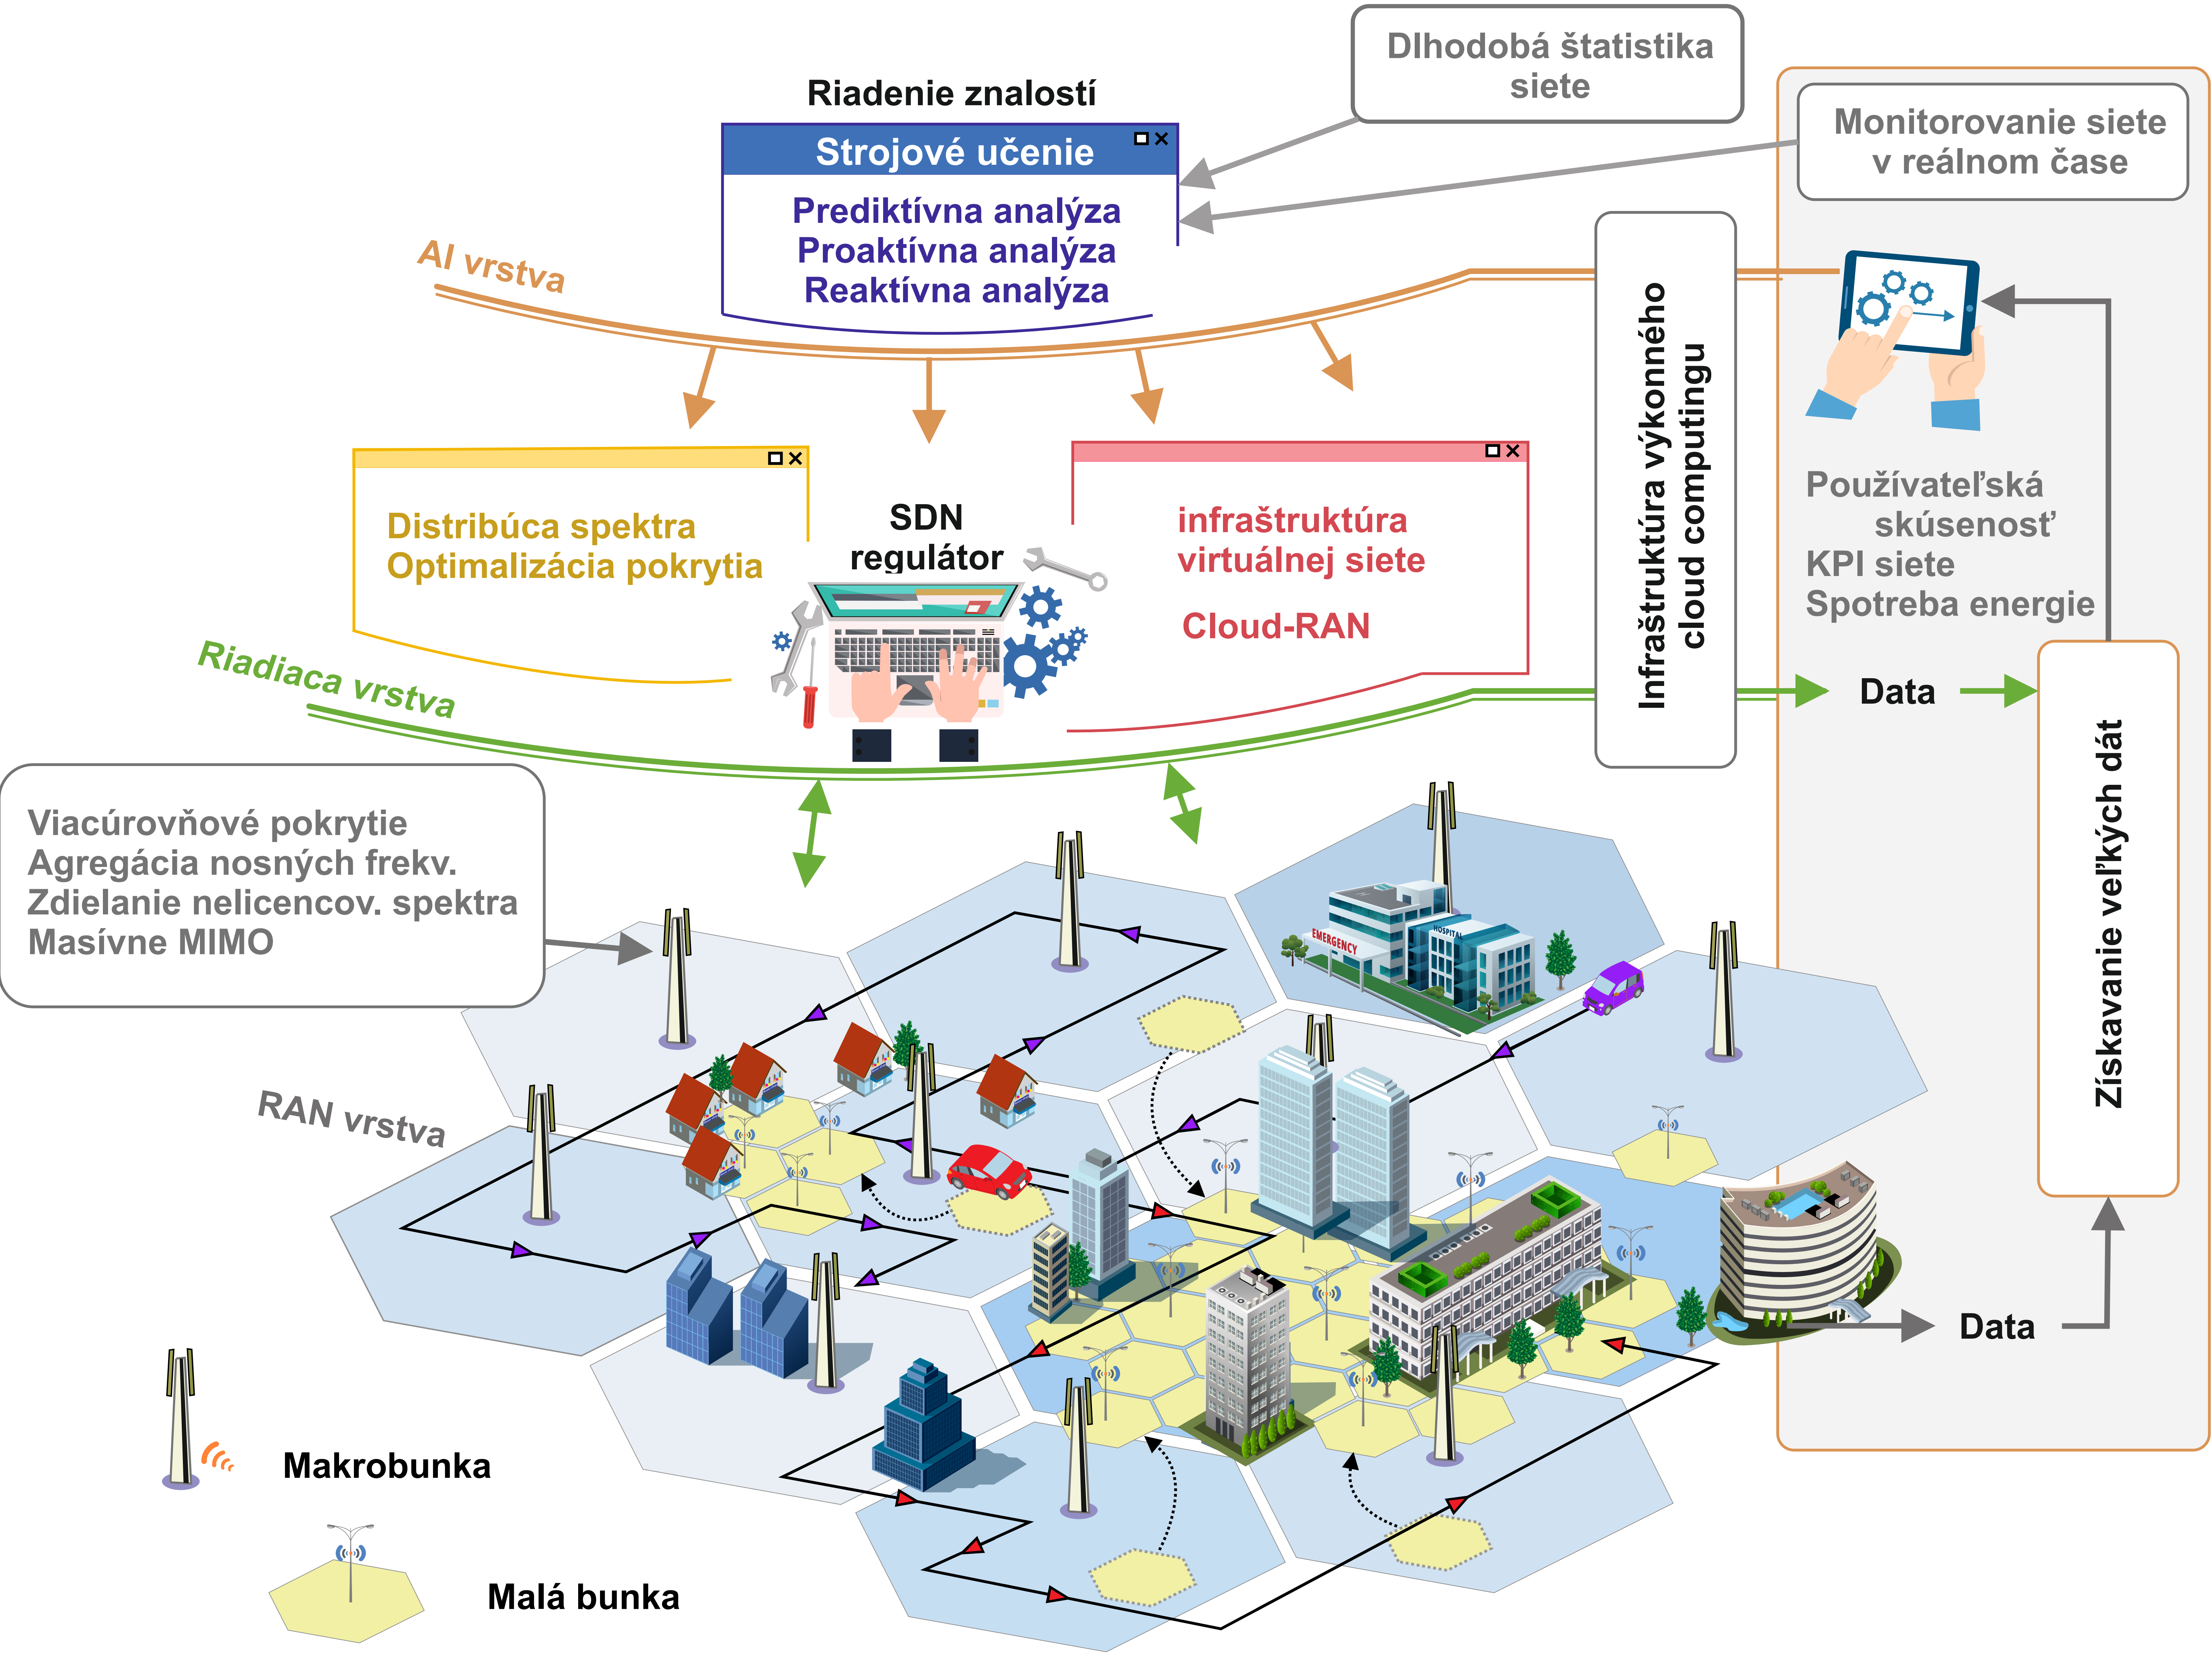 Dlhodobá štatistika
siete
Riadenie znalostí
Strojové učenie
Prediktívna analýza
Proaktívna analýza
Reaktívna analýza
Monitorovanie siete
v reálnom čase
AI vrstva
Infraštruktúra výkonného
cloud computingu
Distribúca spektra
Optimalizácia pokrytia
SDN
regulátor
infraštruktúra
virtuálnej siete
Cloud-RAN
Používateľská
skúsenosť
KPI siete
Spotreba energie
Riadiaca vrstva
Data
Získavanie veľkých dát
Viacúrovňové pokrytie
Agregácia nosných frekv.
Zdielanie nelicencov. spektra
Masívne MIMO
EMERGENCY
HOSPITAL
RAN vrstva
Data
Makrobunka
Malá bunka